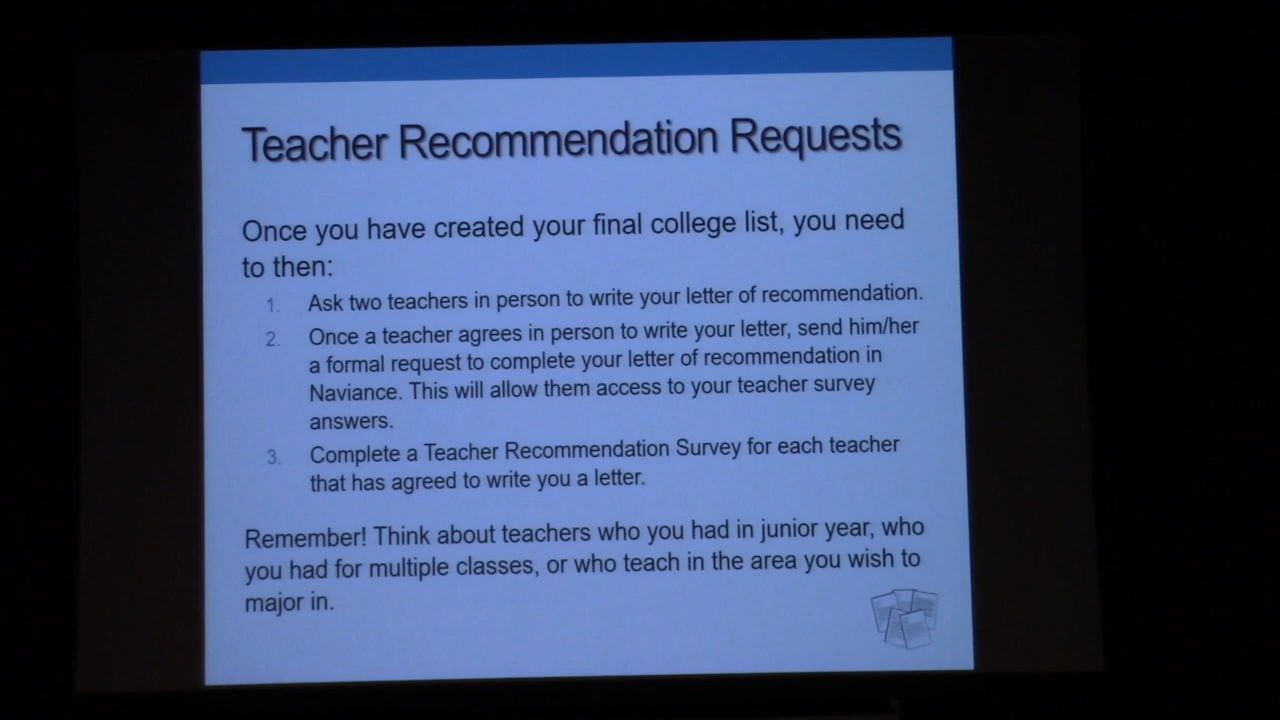 Teacher Recommendation Requests
Once you have created your final college list, you need
to then:
1. Ask two teachers in person to write your letter of recommendation.
2. Once a teacher agrees in person to write your letter, send him/her
a formal request to complete your letter of recommendation in
Naviance. This will allow them access to your teacher survey
answers.
3. Complete a Teacher Recommendation Survey for each teacher
that has agreed to write you a letter.
Remember! Think about teachers who you had in junior year, who
you had for multiple classes, or who teach in the area you wish to
major in.